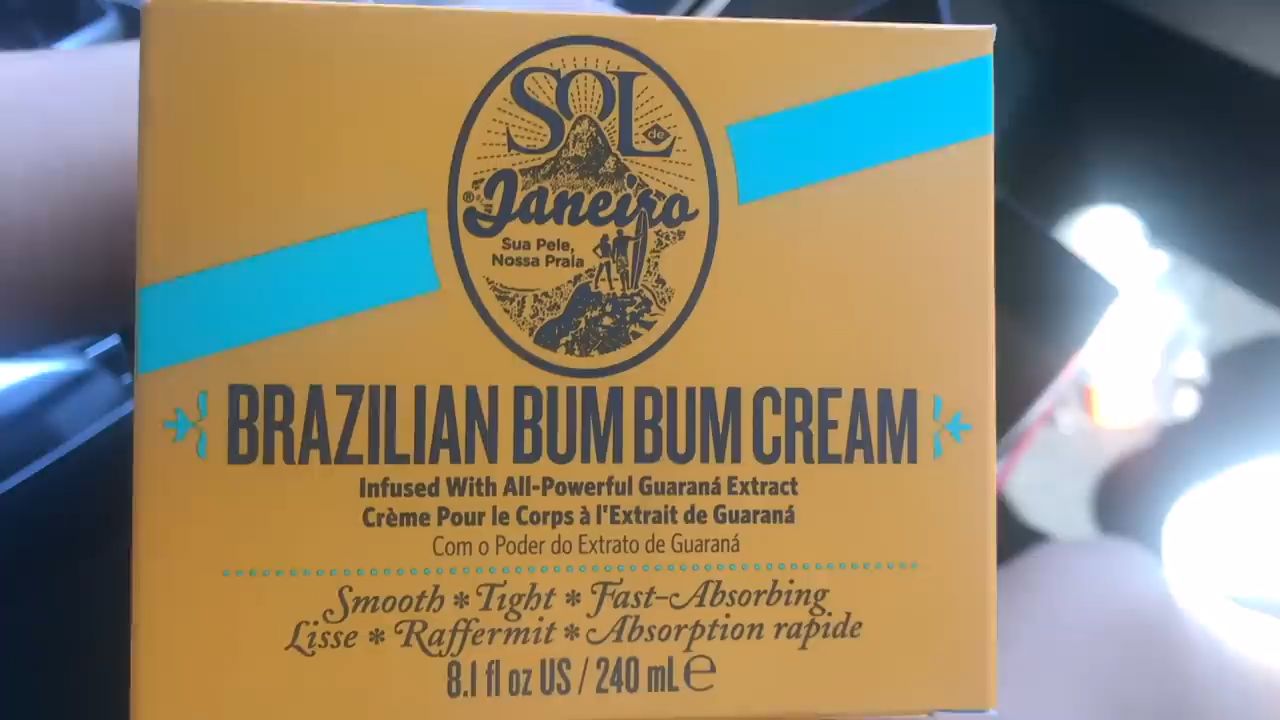 SOL de
Janeiro®
Sua Pele,
Nossa Praia
BRAZILIAN BUM BUM CREAM
Infused With All-Powerful Guaraná Extract
Crème Pour le Corps à l'Extrait de Guaraná
Com o Poder do Extrato de Guaraná
Smooth * Tight * Fast-Absorbing
Lisse * Raffermit * Absorption rapide
8.1 fl oz US / 240 mL ℮